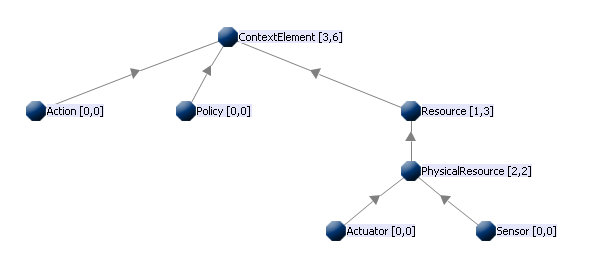 ContextElement [3,6]
Action [0,0]
Policy [0,0]
Resource [1,3]
PhysicalResource [2,2]
Actuator [0,0]
Sensor [0,0]